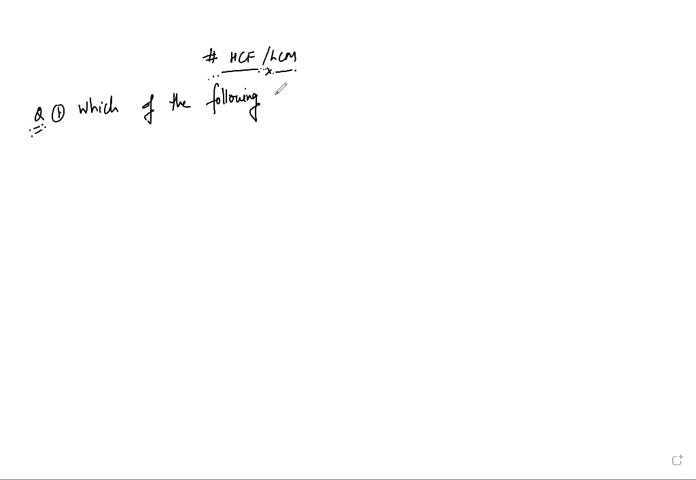 # HCF /LCM
Q ① Which of the following